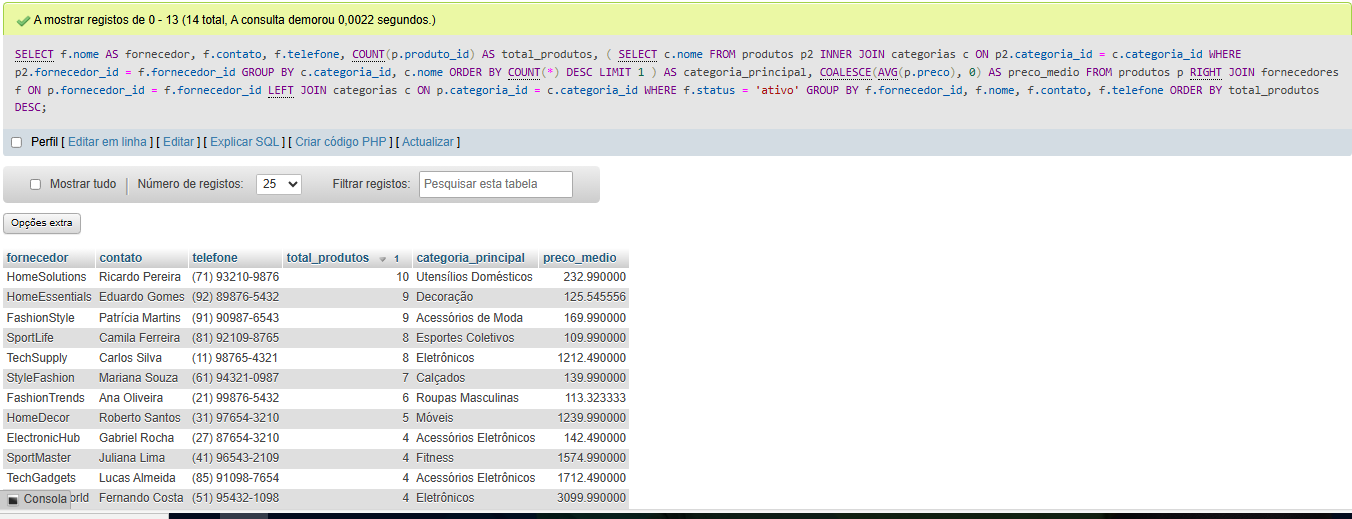 A mostrar registos de 0 - 13 (14 total, A consulta demorou 0,0022 segundos.)
SELECT f.nome AS fornecedor, f.contato, f.telefone, COUNT(p.produto_id) AS total_produtos, ( SELECT c.nome FROM produtos p2 INNER JOIN categorias c ON p2.categoria_id = c.categoria_id WHERE
p2.fornecedor_id = f.fornecedor_id GROUP BY c.categoria_id, c.nome ORDER BY COUNT(*) DESC LIMIT 1 ) AS categoria_principal, COALESCE(AVG(p.preco), 0) AS preco_medio FROM produtos p RIGHT JOIN fornecedores
f ON p.fornecedor_id = f.fornecedor_id LEFT JOIN categorias c ON p.categoria_id = c.categoria_id WHERE f.status = 'ativo' GROUP BY f.fornecedor_id, f.nome, f.contato, f.telefone ORDER BY total_produtos
DESC;
Perfil [ Editar em linha ] [ Editar ] [ Explicar SQL ] [ Criar código PHP ] [ Actualizar ]
Mostrar tudo Número de registos: 25 Filtrar registos: Pesquisar esta tabela
Opções extra
fornecedor contato telefone total_produtos 1 categoria_principal preco_medio
HomeSolutions Ricardo Pereira (71) 93210-9876 10 Utensílios Domésticos 232.990000
HomeEssentials Eduardo Gomes (92) 89876-5432 9 Decoração 125.545556
FashionStyle Patrícia Martins (91) 90987-6543 9 Acessórios de Moda 169.990000
SportLife Camila Ferreira (81) 92109-8765 8 Esportes Coletivos 109.990000
TechSupply Carlos Silva (11) 98765-4321 8 Eletrônicos 1212.490000
StyleFashion Mariana Souza (61) 94321-0987 7 Calçados 139.990000
FashionTrends Ana Oliveira (21) 99876-5432 6 Roupas Masculinas 113.323333
HomeDecor Roberto Santos (31) 97654-3210 5 Móveis 1239.990000
ElectronicHub Gabriel Rocha (27) 87654-3210 4 Acessórios Eletrônicos 142.490000
SportMaster Juliana Lima (41) 96543-2109 4 Fitness 1574.990000
TechGadgets Lucas Almeida (85) 91098-7654 4 Acessórios Eletrônicos 1712.490000
Consola orld Fernando Costa (51) 95432-1098 4 Eletrônicos 3099.990000